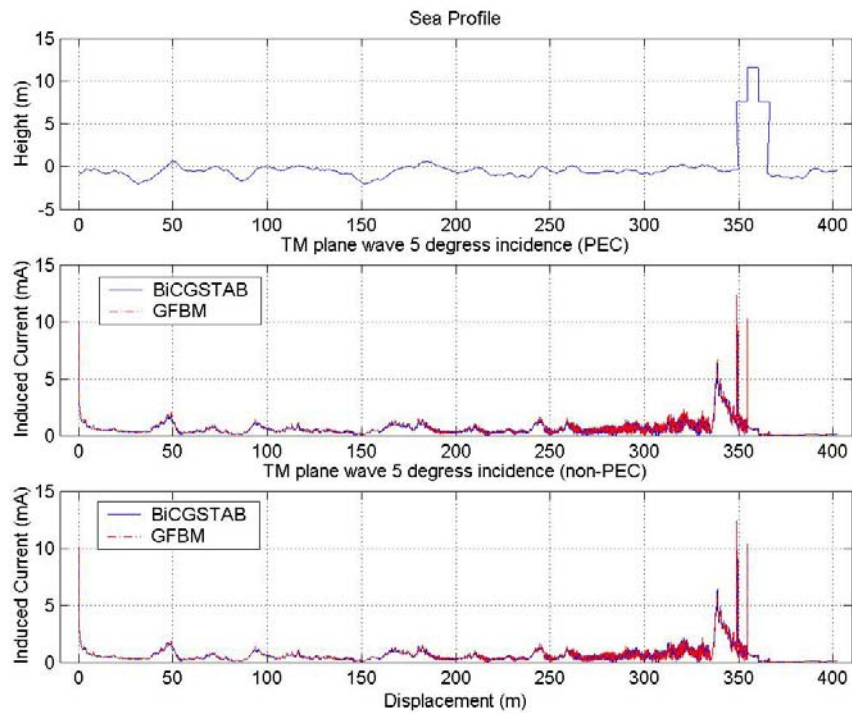 Sea Profile
15
10
5
0
-5
Height (m)
0 50 100 150 200 250 300 350 400
TM plane wave 5 degress incidence (PEC)
15
10
5
0
Induced Current (mA)
BiCGSTAB
GFBM
0 50 100 150 200 250 300 350 400
TM plane wave 5 degress incidence (non-PEC)
15
10
5
0
Induced Current (mA)
BiCGSTAB
GFBM
0 50 100 150 200 250 300 350 400
Displacement (m)